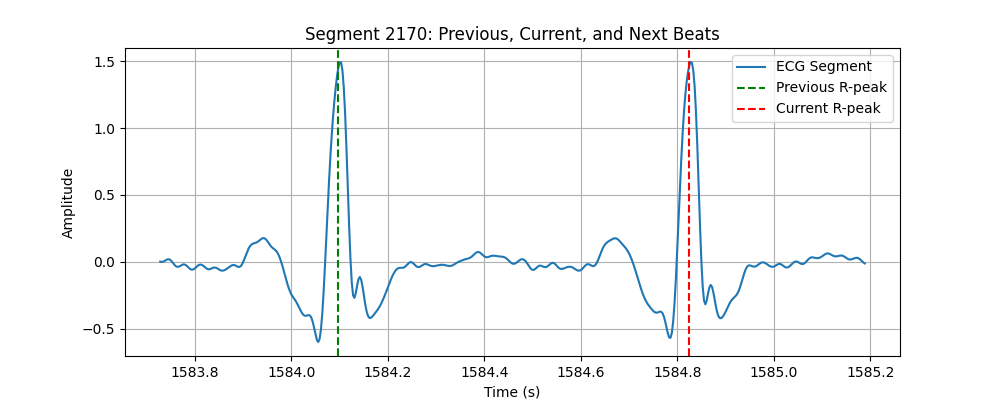 Segment 2170: Previous, Current, and Next Beats
ECG Segment
Previous R-peak
Current R-peak
Amplitude
1.5
1.0
0.5
0.0
−0.5
1583.8 1584.0 1584.2 1584.4 1584.6 1584.8 1585.0 1585.2
Time (s)